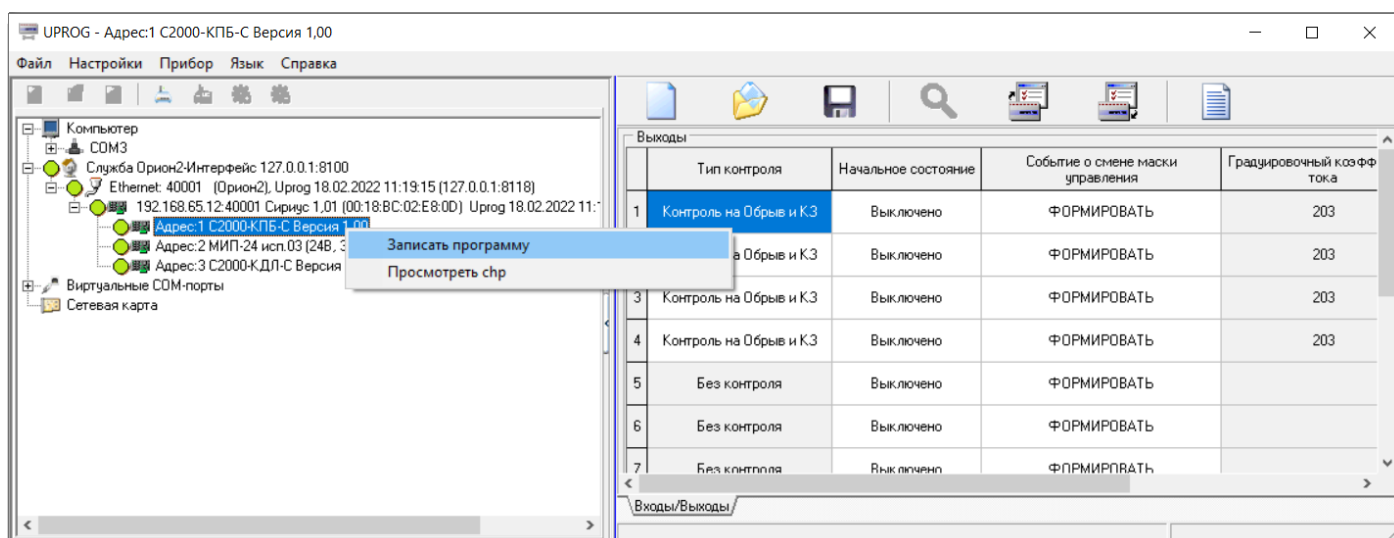 UPROG - Адрес:1 С2000-КПБ-С Версия 1,00
Файл Настройки Прибор Язык Справка
Компьютер
COM3
Служба Орион2-Интерфейс 127.0.0.1:8100
Ethernet: 40001 (Орион2), Uprog 18.02.2022 11:19:15 (127.0.0.1:8118)
192.168.65.12:40001 Сириус 1,01 (00:18:BC:02:E8:0D) Uprog 18.02.2022 11:
Адрес:1 С2000-КПБ-С Версия 1,00
Адрес:2 МИП-24 исп.03 (24В,
Адрес:3 С2000-КДЛ-С Версия
Виртуальные COM-порты
Сетевая карта
Записать программу
Просмотреть chp
Выходы
Тип контроля Начальное состояние Событие о смене маски управления Градуировочный коэфф тока
1 Контроль на Обрыв и КЗ Выключено ФОРМИРОВАТЬ 203
а Обрыв и КЗ Выключено ФОРМИРОВАТЬ 203
3 Контроль на Обрыв и КЗ Выключено ФОРМИРОВАТЬ 203
4 Контроль на Обрыв и КЗ Выключено ФОРМИРОВАТЬ 203
5 Без контроля Выключено ФОРМИРОВАТЬ
6 Без контроля Выключено ФОРМИРОВАТЬ
7 Без контроля Выключено ФОРМИРОВАТЬ
Входы/Выходы